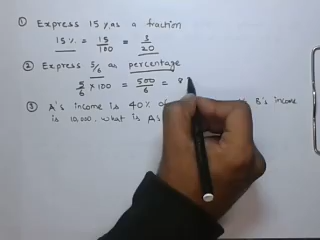 ① Express 15 % as a fraction
15 % = 15/100 = 3/20
② Express 5/6 as percentage
5/6 × 100 = 500/6 = 8
③ A's income is 40 % B's income
is 10,000. what is A's